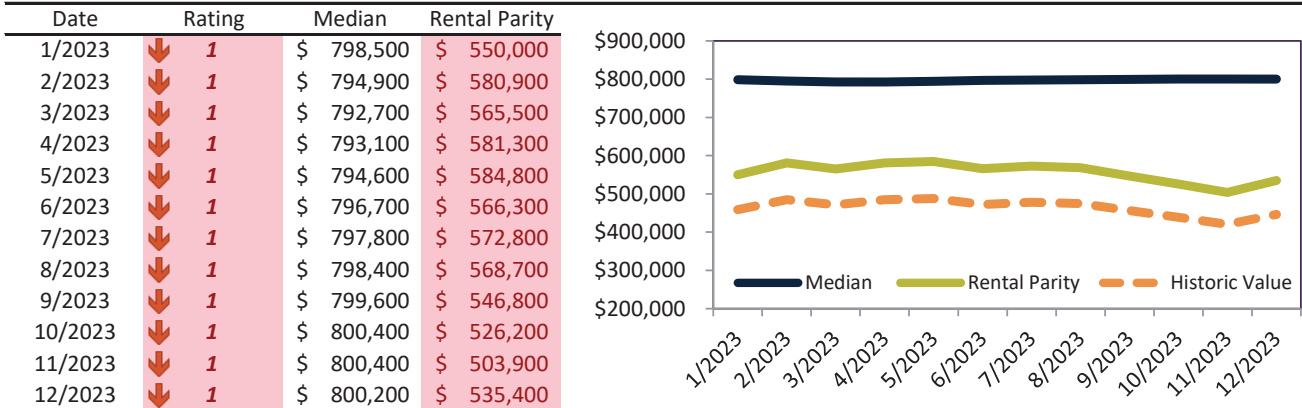 Date Rating Median Rental Parity
1/2023 1 $ 798,500 $ 550,000
2/2023 1 $ 794,900 $ 580,900
3/2023 1 $ 792,700 $ 565,500
4/2023 1 $ 793,100 $ 581,300
5/2023 1 $ 794,600 $ 584,800
6/2023 1 $ 796,700 $ 566,300
7/2023 1 $ 797,800 $ 572,800
8/2023 1 $ 798,400 $ 568,700
9/2023 1 $ 799,600 $ 546,800
10/2023 1 $ 800,400 $ 526,200
11/2023 1 $ 800,400 $ 503,900
12/2023 1 $ 800,200 $ 535,400
$900,000
$800,000
$700,000
$600,000
$500,000
$400,000
$300,000
$200,000
Median Rental Parity Historic Value
1/2023 2/2023 3/2023 4/2023 5/2023 6/2023 7/2023 8/2023 9/2023 10/2023 11/2023 12/2023